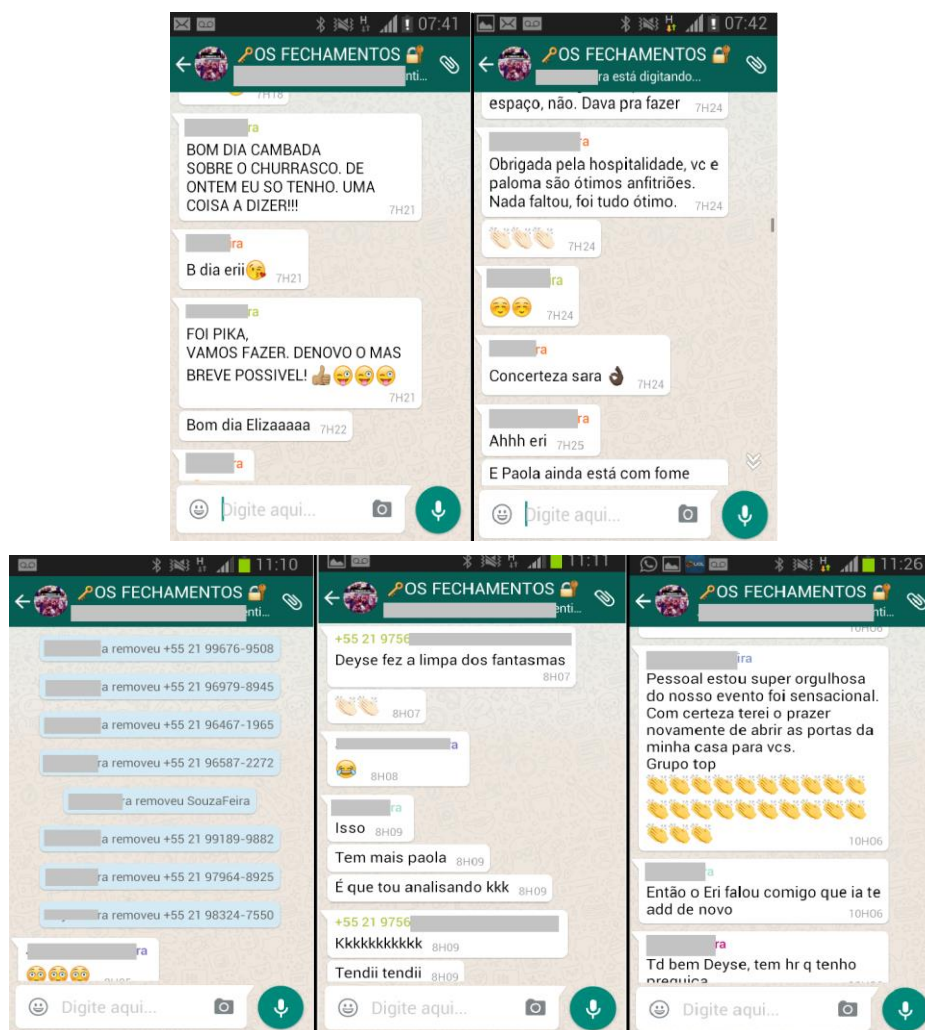 07:41
🔑OS FECHAMENTOS 🔐
nti...
7H18
ra
BOM DIA CAMBADA
SOBRE O CHURRASCO. DE
ONTEM EU SO TENHO. UMA
COISA A DIZER!!!
7H21
ra
B dia erii😘
7H21
ra
FOI PIKA,
VAMOS FAZER. DENOVO O MAS
BREVE POSSIVEL! 👍🏽😜😜😜
7H21
Bom dia Elizaaaaa 7H22
a
Digite aqui...
07:42
🔑OS FECHAMENTOS 🔐
ra está digitando...
espaço, não. Dava pra fazer 7H24
a
Obrigada pela hospitalidade, vc e
paloma são ótimos anfitriões.
Nada faltou, foi tudo ótimo. 7H24
👏🏻👏🏻👏🏻 7H24
ira
☺️☺️
7H24
ra
Concerteza sara 👌🏿 7H24
ra
Ahhh eri 7H25
E Paola ainda está com fome
Digite aqui...
11:10
🔑OS FECHAMENTOS 🔐
nti...
a removeu +55 21 99676-9508
a removeu +55 21 96979-8945
a removeu +55 21 96467-1965
ra removeu +55 21 96587-2272
ra removeu SouzaFeira
a removeu +55 21 99189-9882
ra removeu +55 21 97964-8925
ra removeu +55 21 98324-7550
ra
😳😳😳
Digite aqui...
11:11
🔑OS FECHAMENTOS 🔐
enti...
+55 21 9756
Deyse fez a limpa dos fantasmas
8H07
👏🏻👏🏻 8H07
a
😂 8H08
ra
Isso 8H09
Tem mais paola 8H09
É que tou analisando kkk 8H09
+55 21 9756
Kkkkkkkkkkk 8H09
Tendii tendii 8H09
Digite aqui...
11:26
🔑OS FECHAMENTOS 🔐
nti...
10H06
ira
Pessoal estou super orgulhosa
do nosso evento foi sensacional.
Com certeza terei o prazer
novamente de abrir as portas da
minha casa para vcs.
Grupo top
👏👏👏👏👏👏👏👏👏👏
👏👏👏👏👏👏👏👏👏👏
👏👏👏
10H06
a
Então o Eri falou comigo que ia te
add de novo
10H06
ra
Td bem Deyse, tem hr q tenho
preguiça
Digite aqui...